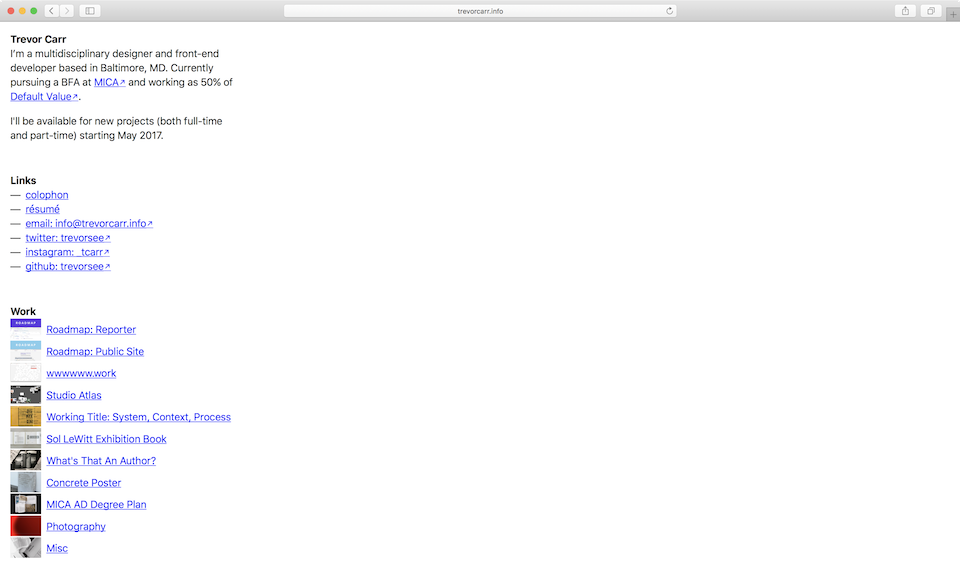 trevorcarr.info
Trevor Carr
I'm a multidisciplinary designer and front-end
developer based in Baltimore, MD. Currently
pursuing a BFA at MICA↗ and working as 50% of
Default Value↗.
I'll be available for new projects (both full-time
and part-time) starting May 2017.
Links
— colophon
— résumé
— email: info@trevorcarr.info↗
— twitter: trevorsee↗
— instagram: _tcarr↗
— github: trevorsee↗
Work
ROADMAP
Roadmap: Reporter
ROADMAP
Roadmap: Public Site
wwwwww.work
Studio Atlas
Working Title: System, Context, Process
Sol LeWitt Exhibition Book
What's That An Author?
Concrete Poster
MICA AD Degree Plan
Photography
Misc